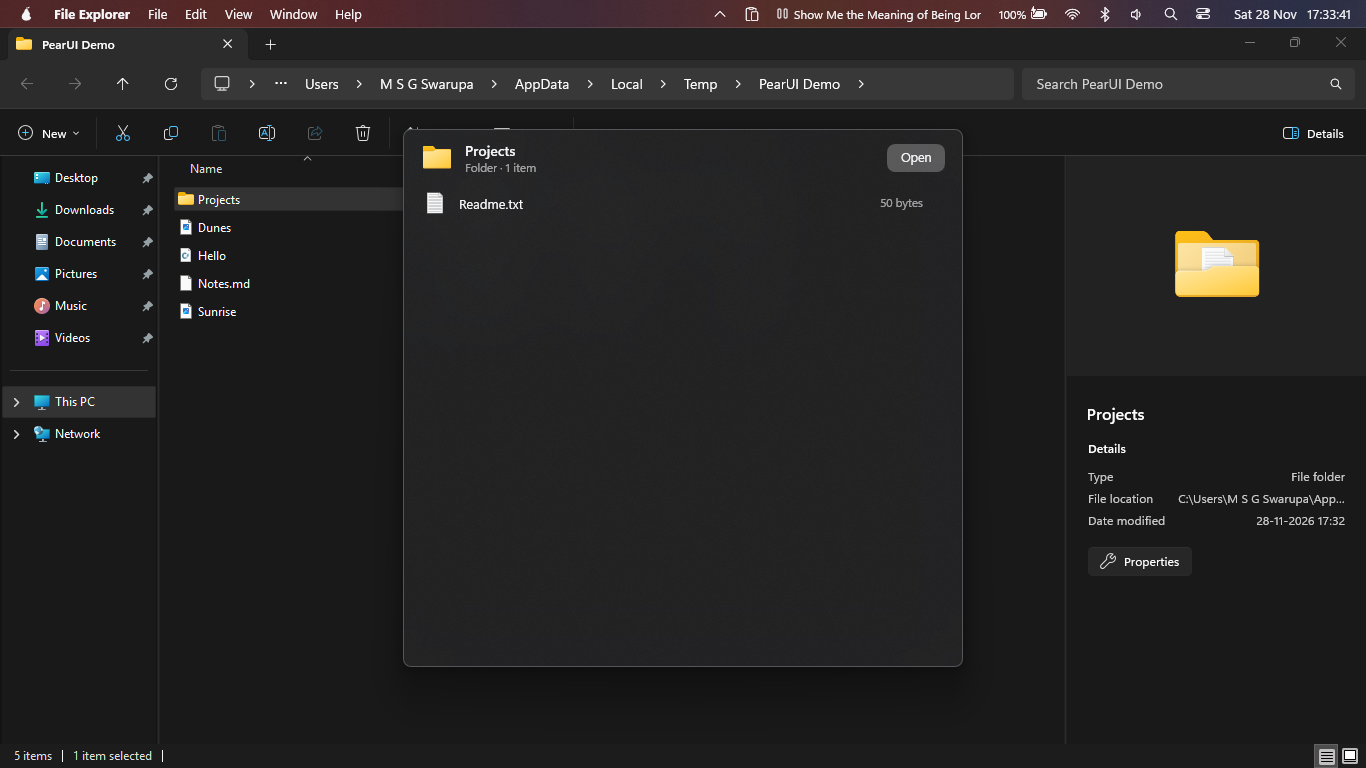 File Explorer File Edit View Window Help Show Me the Meaning of Being Lor 100% Sat 28 Nov 17:33:41
PearUI Demo
Users M S G Swarupa AppData Local Temp PearUI Demo Search PearUI Demo
New Details
Projects
Folder · 1 item
Open
Readme.txt 50 bytes
Desktop
Downloads
Documents
Pictures
Music
Videos
This PC
Network
Name
Projects
Dunes
Hello
Notes.md
Sunrise
Projects
Details
Type File folder
File location C:\Users\M S G Swarupa\App...
Date modified 28-11-2026 17:32
Properties
5 items 1 item selected